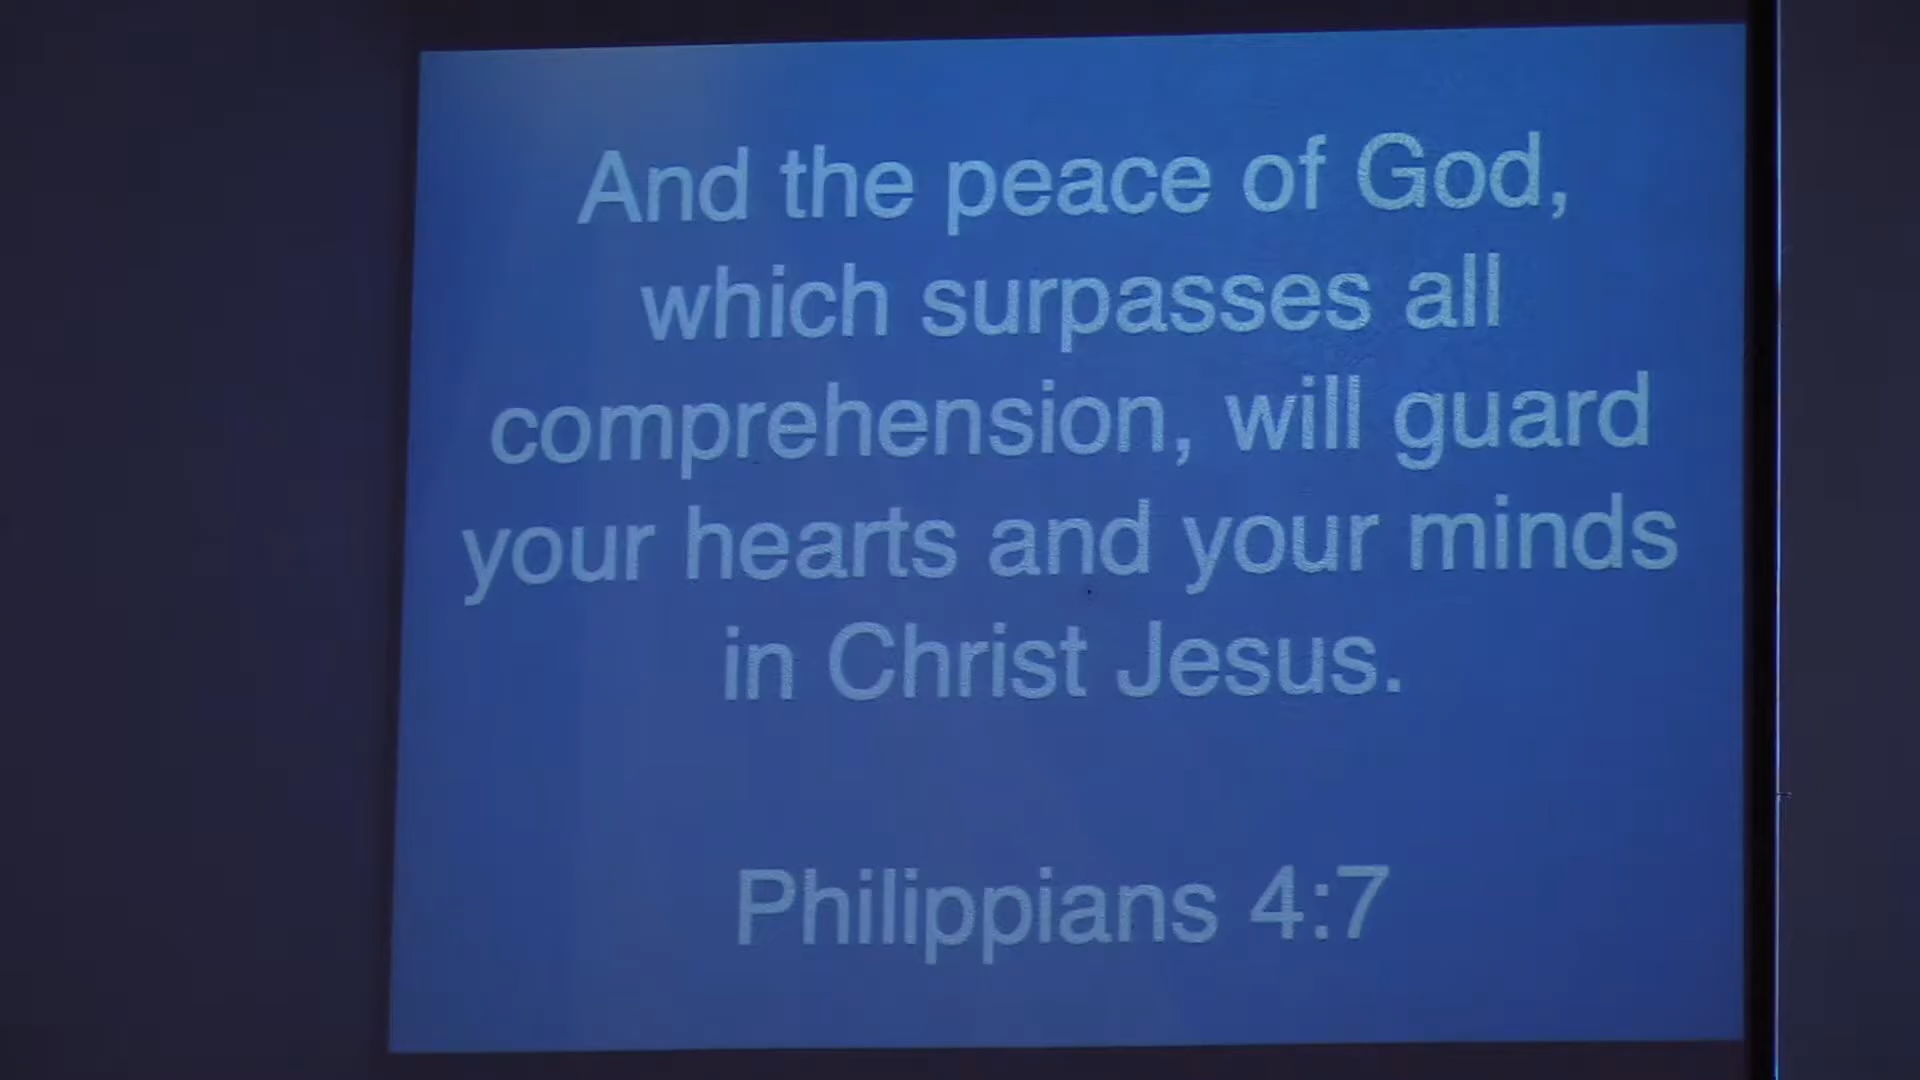 And the peace of God,
which surpasses all
comprehension, will guard
your hearts and your minds
in Christ Jesus.
Philippians 4:7